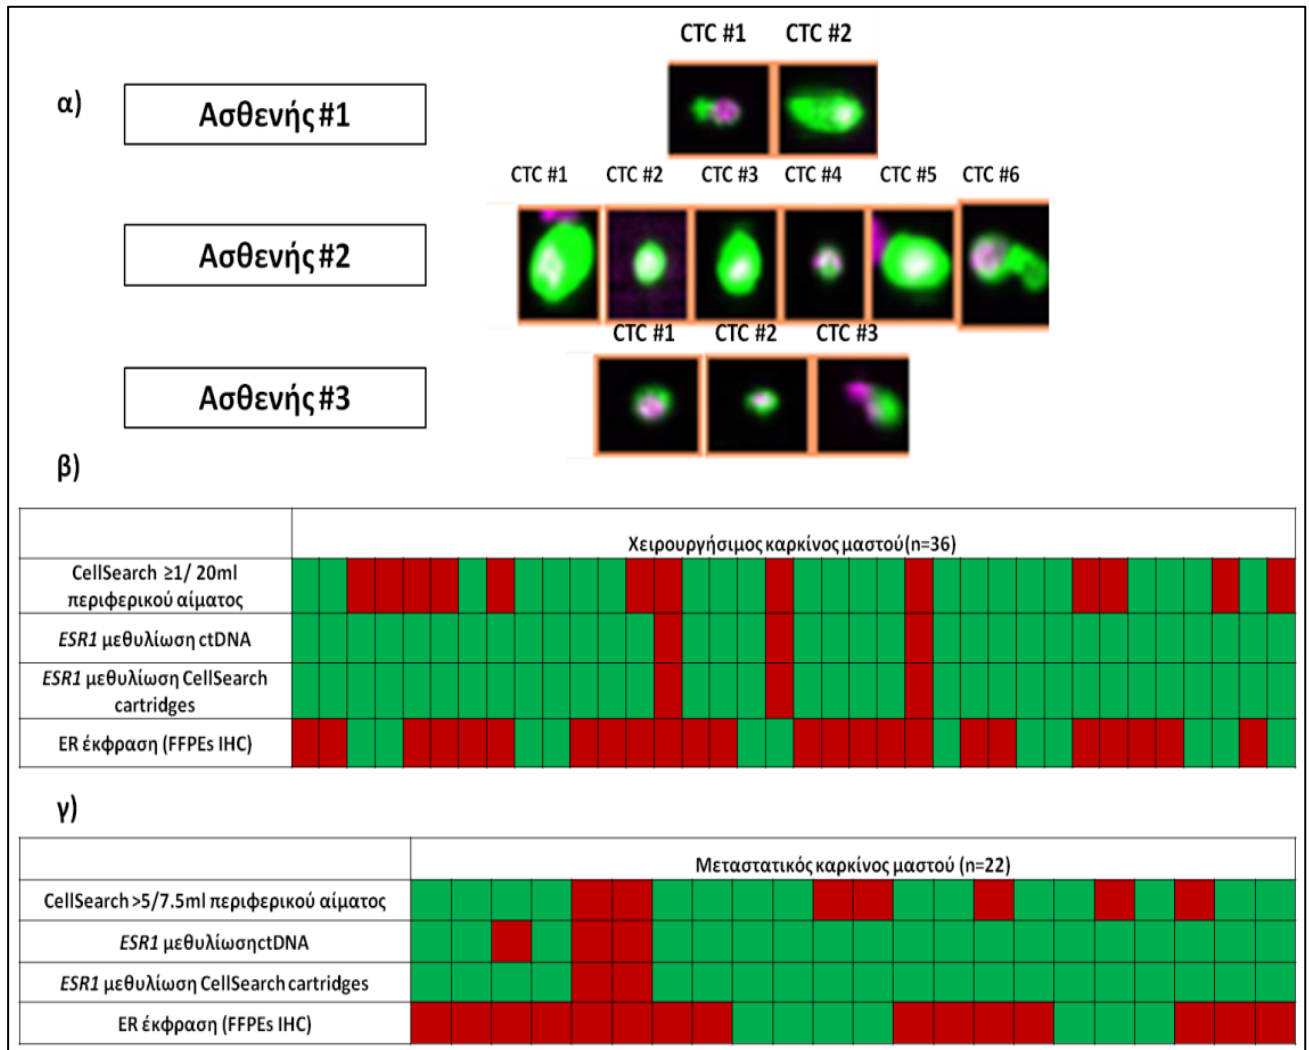 CTC #1 CTC #2
α)
Ασθενής #1
CTC #1 CTC #2 CTC #3 CTC #4 CTC #5 CTC #6
Ασθενής #2
CTC #1 CTC #2 CTC #3
Ασθενής #3
β)
Χειρουργήσιμος καρκίνος μαστού (n=36)
CellSearch ≥1/ 20ml
περιφερικού αίματος
ESR1 μεθυλίωση ctDNA
ESR1 μεθυλίωση CellSearch
cartridges
ER έκφραση (FFPEs IHC)
γ)
Μεταστατικός καρκίνος μαστού (n=22)
CellSearch >5/7.5ml περιφερικού αίματος
ESR1 μεθυλίωσηctDNA
ESR1 μεθυλίωση CellSearch cartridges
ER έκφραση (FFPEs IHC)